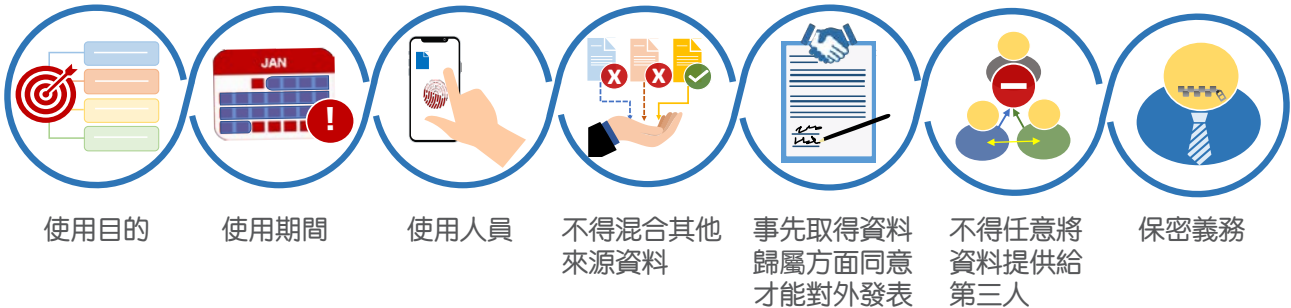 JAN
使用目的
使用期間
使用人員
不得混合其他
來源資料
事先取得資料
歸屬方面同意
才能對外發表
不得任意將
資料提供給
第三人
保密義務